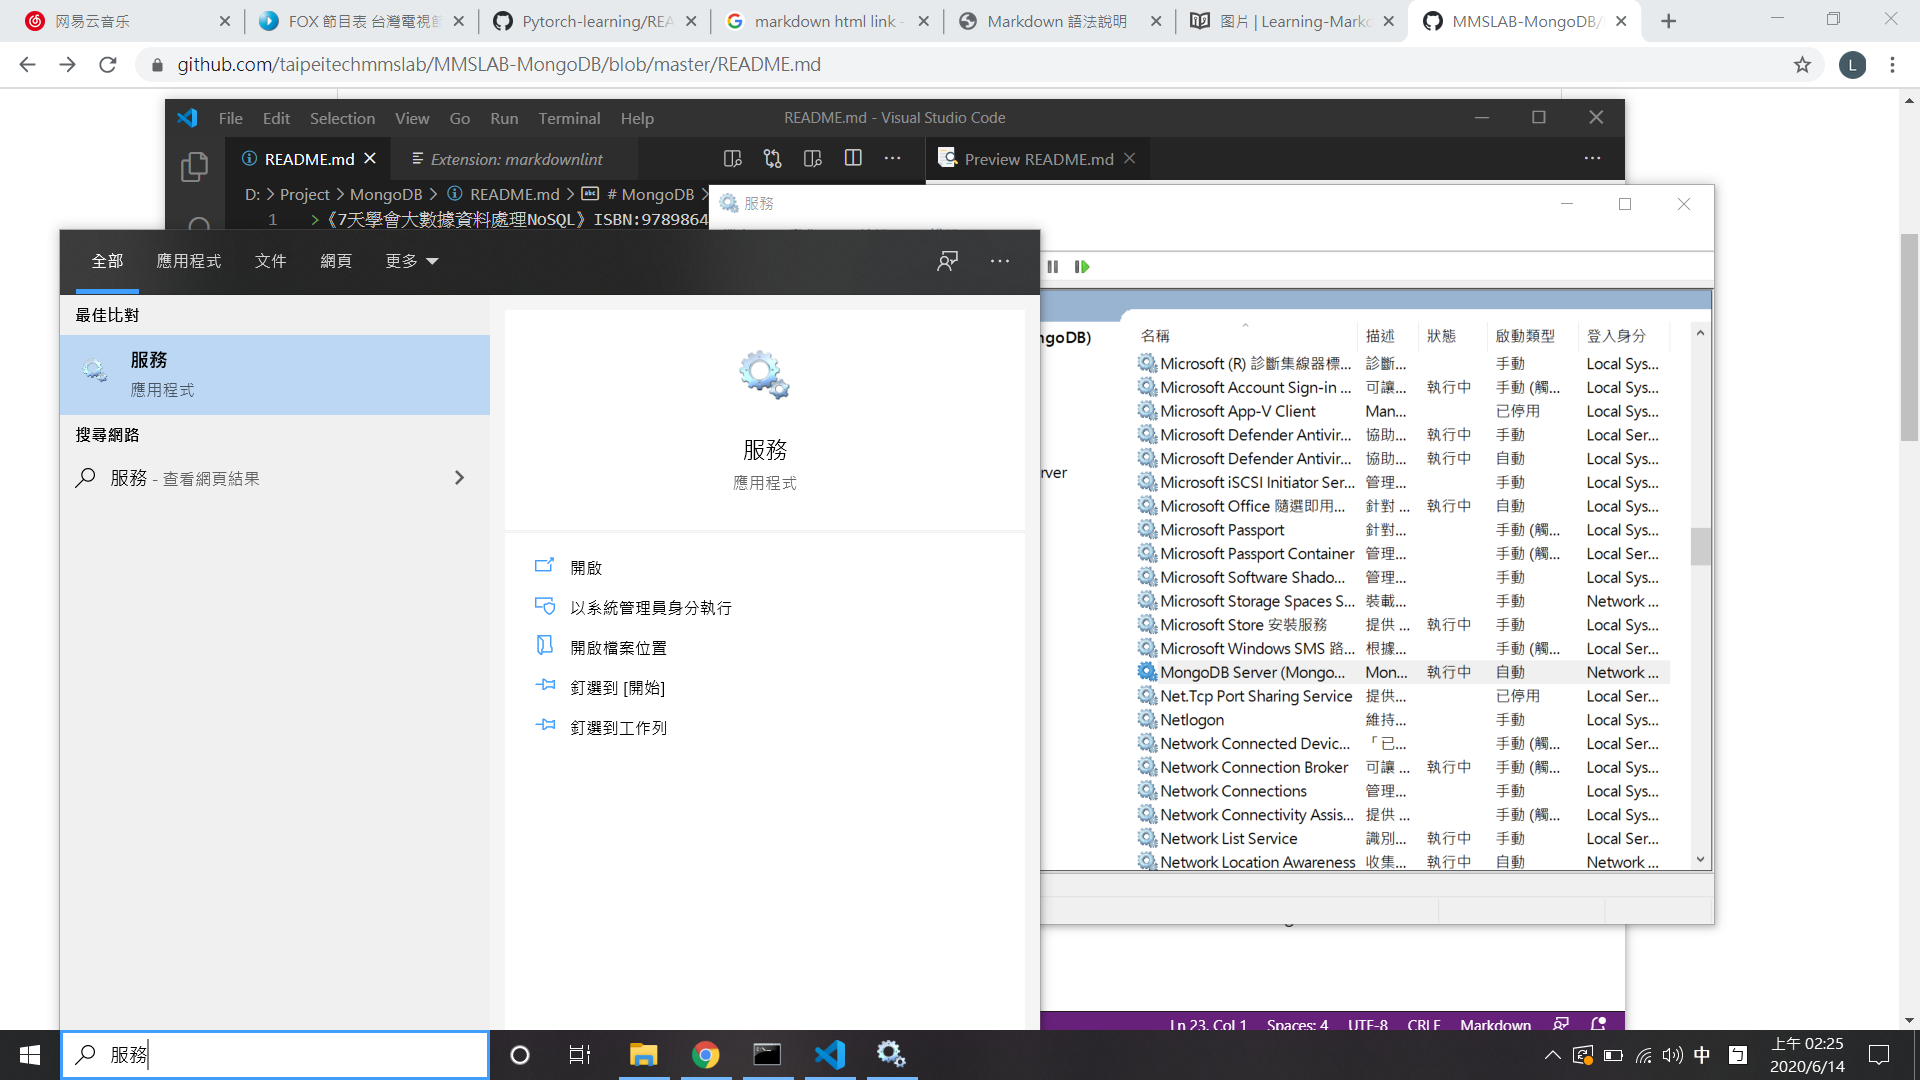 网易云音乐
FOX 節目表 台灣電視節
Pytorch-learning/REA
markdown html link -
Markdown 語法說明
图片 | Learning-Markd
MMSLAB-MongoDB/
github.com/taipeitechmmslab/MMSLAB-MongoDB/blob/master/README.md
L
File Edit Selection View Go Run Terminal Help
README.md - Visual Studio Code
README.md
Extension: markdownlint
Preview README.md
D: > Project > MongoDB > README.md > # MongoDB >
1 >《7天學會大數據資料處理NoSQL》ISBN:9789864
服務
全部 應用程式 文件 網頁 更多
最佳比對
服務
應用程式
搜尋網路
服務 - 查看網頁結果
服務
應用程式
開啟
以系統管理員身分執行
開啟檔案位置
釘選到 [開始]
釘選到工作列
ngoDB)
rver
名稱 描述 狀態 啟動類型 登入身分
Microsoft (R) 診斷集線器標... 診斷... 手動 Local Sys...
Microsoft Account Sign-in ... 可讓... 執行中 手動 (觸... Local Sys...
Microsoft App-V Client Man... 已停用 Local Sys...
Microsoft Defender Antivir... 協助... 執行中 手動 Local Ser...
Microsoft Defender Antivir... 協助... 執行中 自動 Local Sys...
Microsoft iSCSI Initiator Ser... 管理... 手動 Local Sys...
Microsoft Office 隨選即用... 針對 ... 執行中 自動 Local Sys...
Microsoft Passport 針對... 手動 (觸... Local Sys...
Microsoft Passport Container 管理... 手動 (觸... Local Ser...
Microsoft Software Shado... 管理... 手動 Local Sys...
Microsoft Storage Spaces S... 裝載... 手動 Network ...
Microsoft Store 安裝服務 提供 ... 執行中 手動 Local Sys...
Microsoft Windows SMS 路... 根據... 手動 (觸... Local Sys...
MongoDB Server (Mongo... Mon... 執行中 自動 Network ...
Net.Tcp Port Sharing Service 提供... 已停用 Local Ser...
Netlogon 維持... 手動 Local Sys...
Network Connected Devic... 「已... 手動 (觸... Local Ser...
Network Connection Broker 可讓 ... 執行中 手動 (觸... Local Sys...
Network Connections 管理... 手動 Local Sys...
Network Connectivity Assis... 提供 ... 手動 (觸... Local Sys...
Network List Service 識別... 執行中 手動 Local Ser...
Network Location Awareness 收集... 執行中 自動 Network ...
Ln 23, Col 1 Spaces: 4 UTF-8 CRLF Markdown
服務
中
上午 02:25
2020/6/14